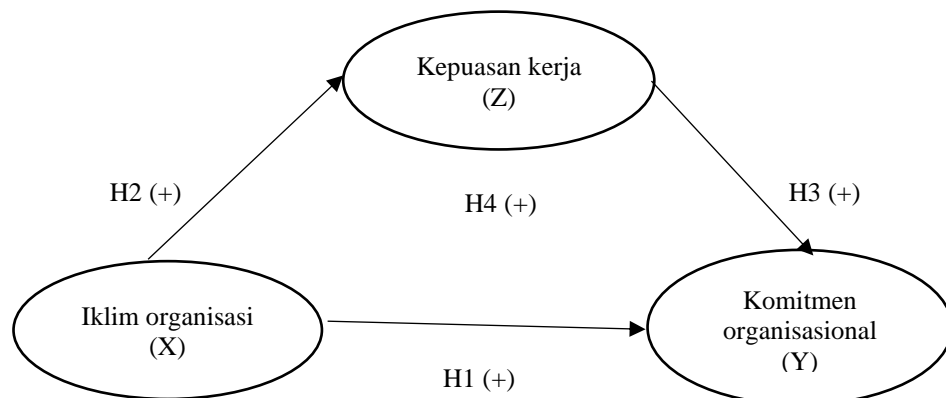 Kepuasan kerja
(Z)
H2 (+)
H4 (+)
H3 (+)
Iklim organisasi
(X)
Komitmen
organisasional
(Y)
H1 (+)